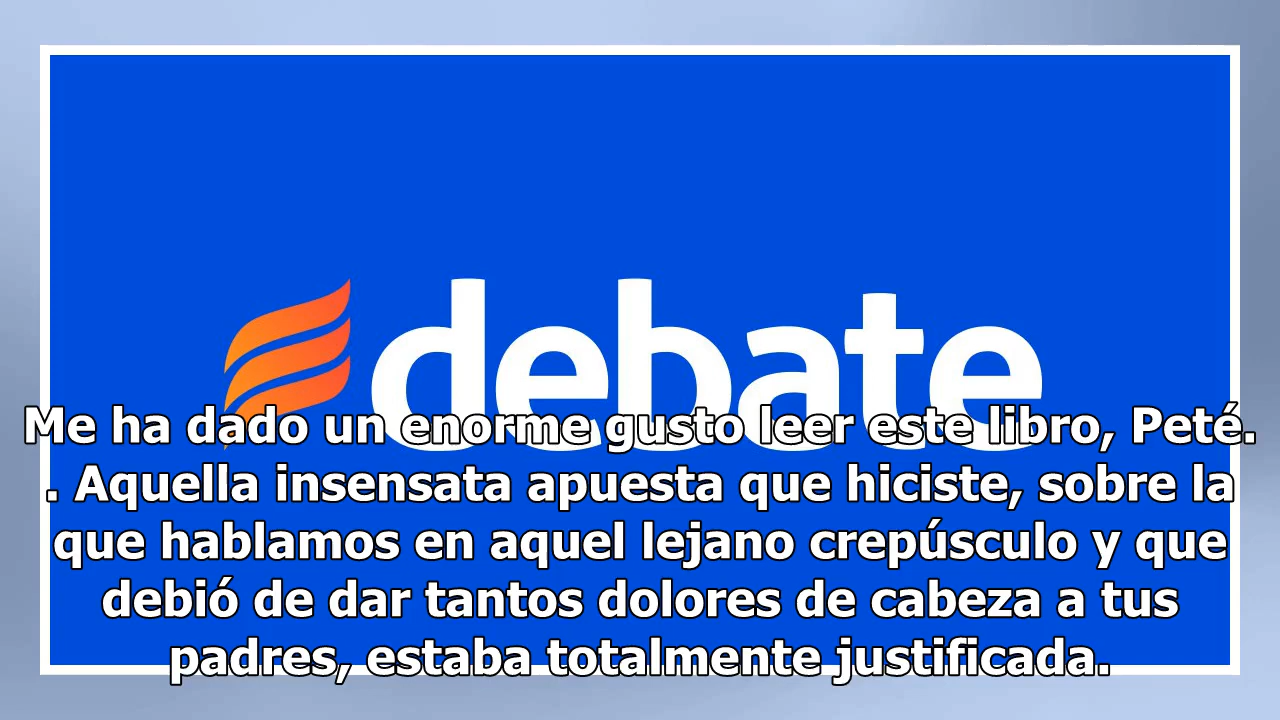 debate
Me ha dado un enorme gusto leer este libro, Peté.
. Aquella insensata apuesta que hiciste, sobre la
que hablamos en aquel lejano crepúsculo y que
debió de dar tantos dolores de cabeza a tus
padres, estaba totalmente justificada.